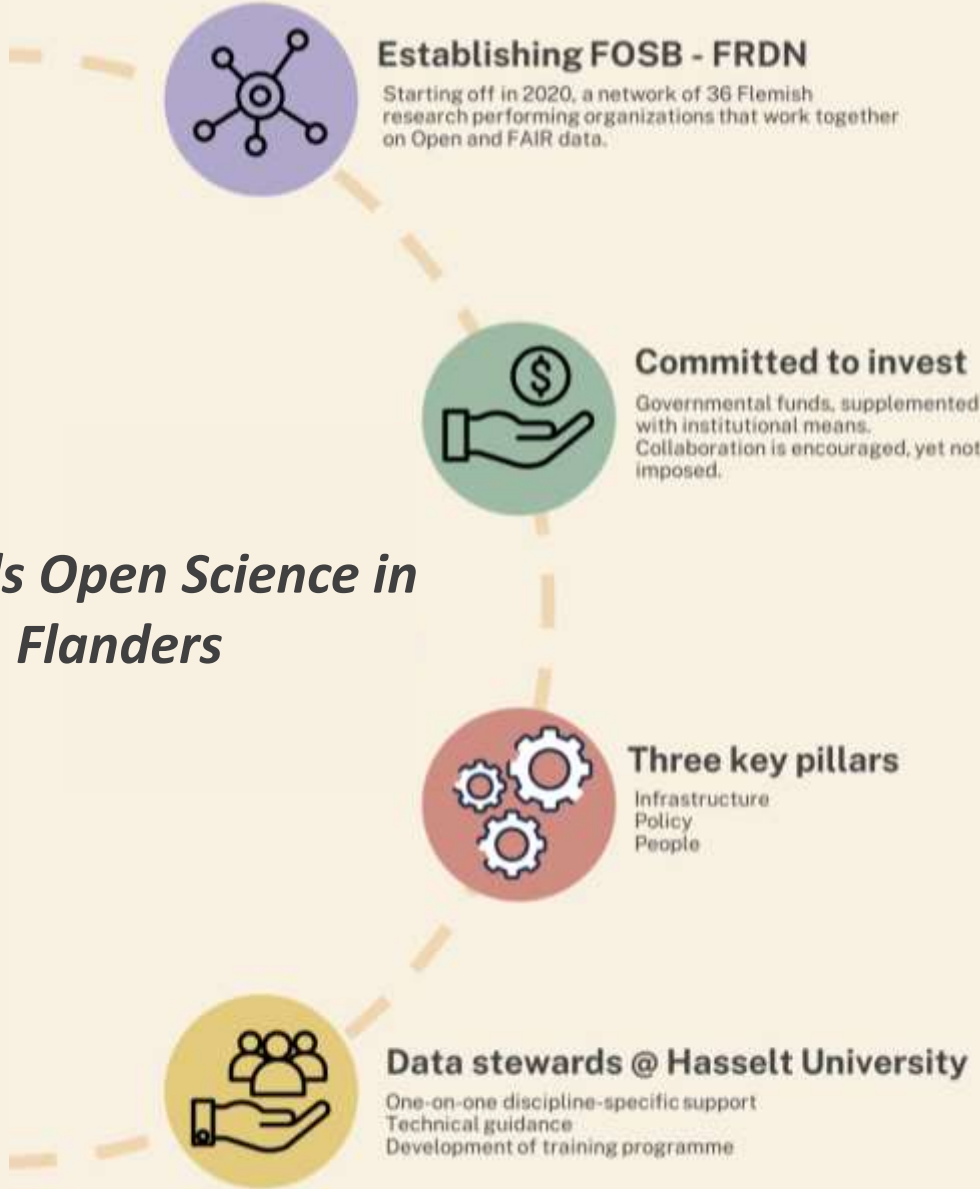 Establishing FOSB - FRDN
Starting off in 2020, a network of 36 Flemish
research performing organizations that work together
on Open and FAIR data.
Committed to invest
Governmental funds, supplemented
with institutional means.
Collaboration is encouraged, yet not
imposed.
Open Science in
Flanders
Three key pillars
Infrastructure
Policy
People
Data stewards @ Hasselt University
One-on-one discipline-specific support
Technical guidance
Development of training programme